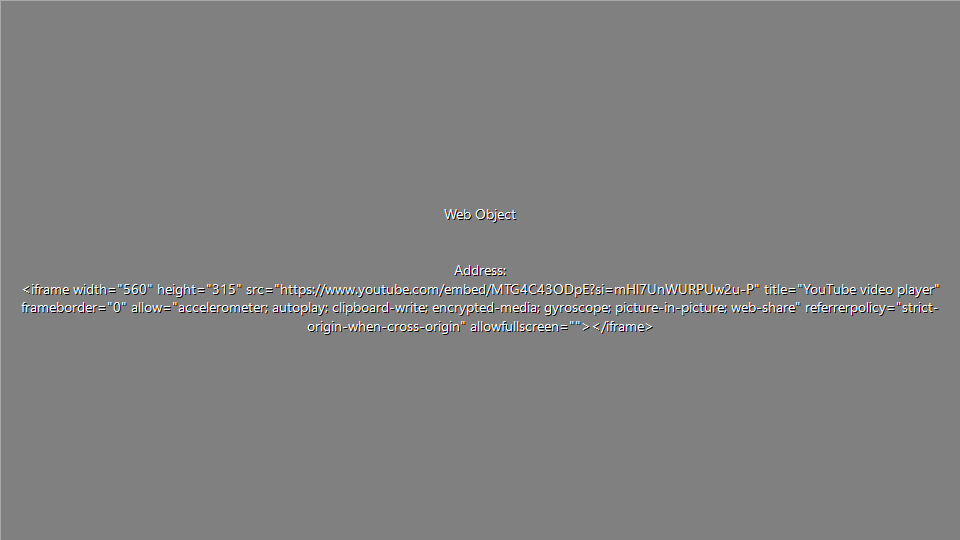 Web Object
Address:
<iframe width="560" height="315" src="https://www.youtube.com/embed/MTG4C43ODpE?si=mHI7UnWURPUw2u-P" title="YouTube video player"
frameborder="0" allow="accelerometer; autoplay; clipboard-write; encrypted-media; gyroscope; picture-in-picture; web-share" referrerpolicy="strict-
origin-when-cross-origin" allowfullscreen=""></iframe>